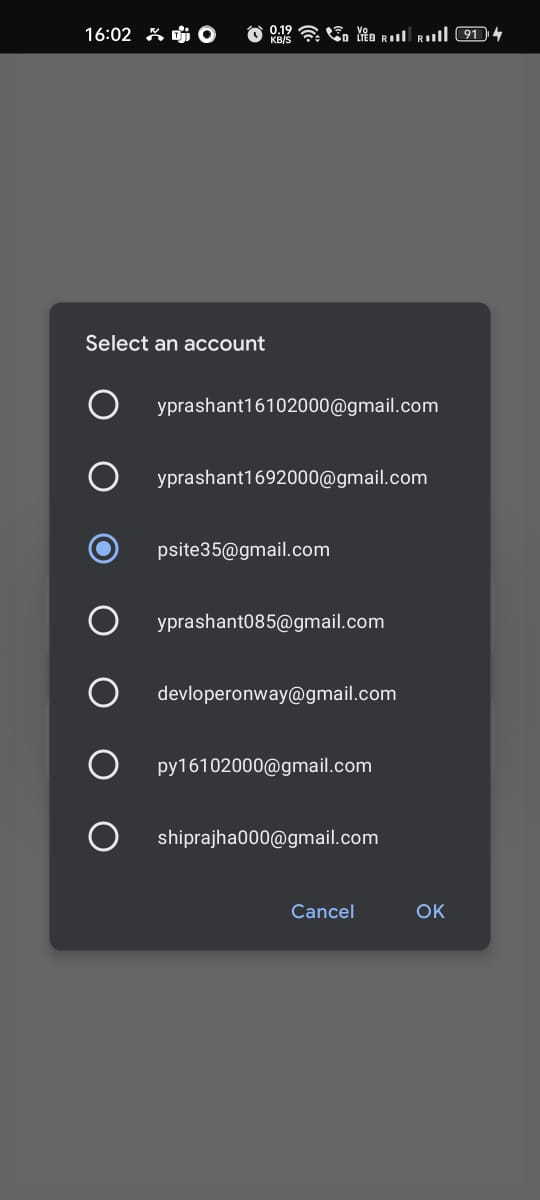 16:02 0.19 KB/S Vo LTE2 R R 91
Select an account
yprashant16102000@gmail.com
yprashant1692000@gmail.com
psite35@gmail.com
yprashant085@gmail.com
devloperonway@gmail.com
py16102000@gmail.com
shiprajha000@gmail.com
Cancel OK